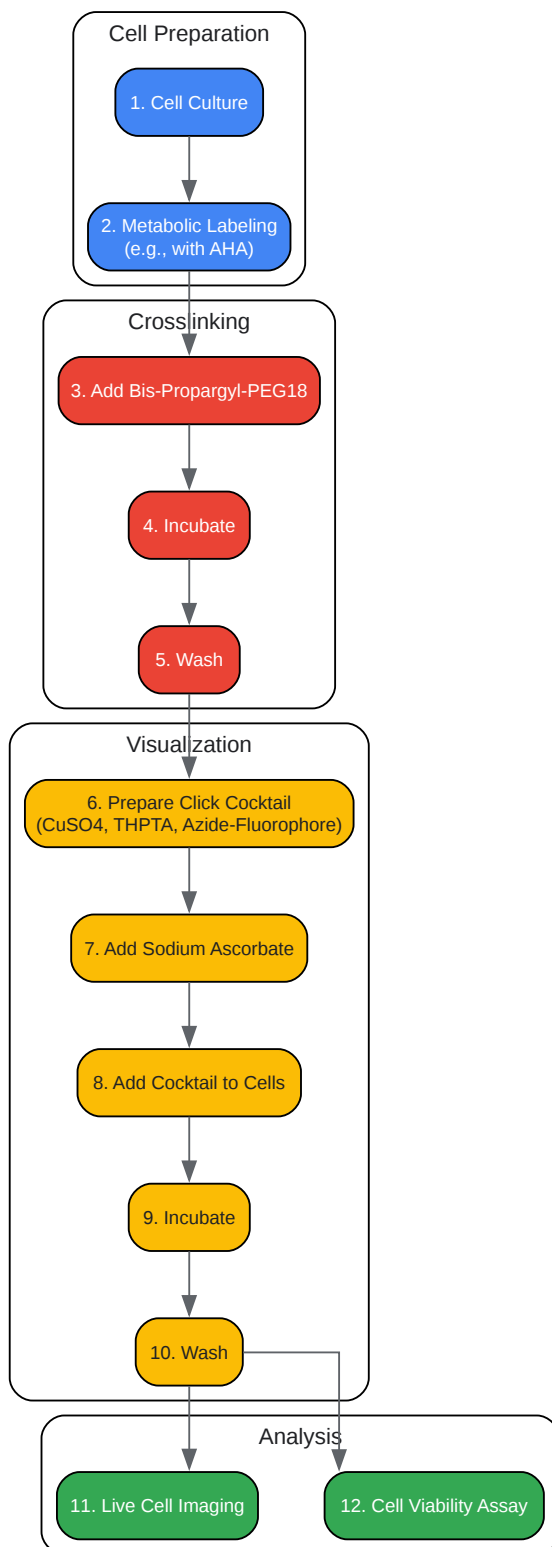 Cell Preparation
1. Cell Culture
2. Metabolic Labeling
(e.g., with AHA)
Crosslinking
3. Add Bis-Propargyl-PEG18
4. Incubate
5. Wash
Visualization
6. Prepare Click Cocktail
(CuSO4, THPTA, Azide-Fluorophore)
7. Add Sodium Ascorbate
8. Add Cocktail to Cells
9. Incubate
10. Wash
Analysis
11. Live Cell Imaging
12. Cell Viability Assay